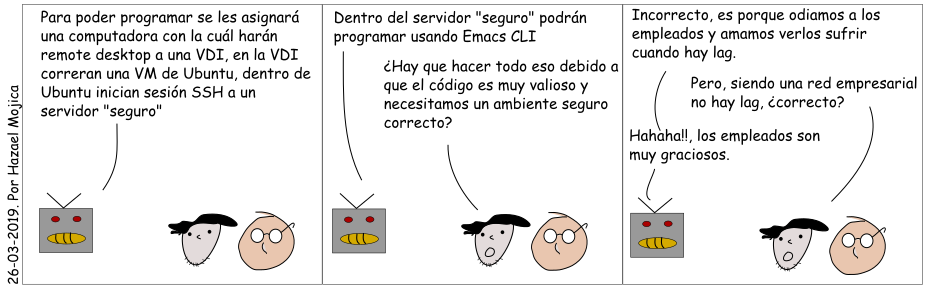 Para poder programar se les asignará
una computadora con la cuál harán
remote desktop a una VDI, en la VDI
correran una VM de Ubuntu, dentro de
Ubuntu inician sesión SSH a un
servidor "seguro"
Dentro del servidor "seguro" podrán
programar usando Emacs CLI
¿Hay que hacer todo eso debido a
que el código es muy valioso y
necesitamos un ambiente seguro
correcto?
Incorrecto, es porque odiamos a los
empleados y amamos verlos sufrir
cuando hay lag.
Pero, siendo una red empresarial
no hay lag, ¿correcto?
Hahaha!!, los empleados son
muy graciosos.
26-03-2019. Por Hazael Mojica